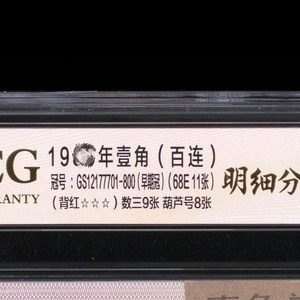 19年壹角（百连）
冠号：GS12177701-800（早期冠）（68E 11张）
（背红☆☆☆）数三9张 葫芦号8张
EG
RANTY
明细分